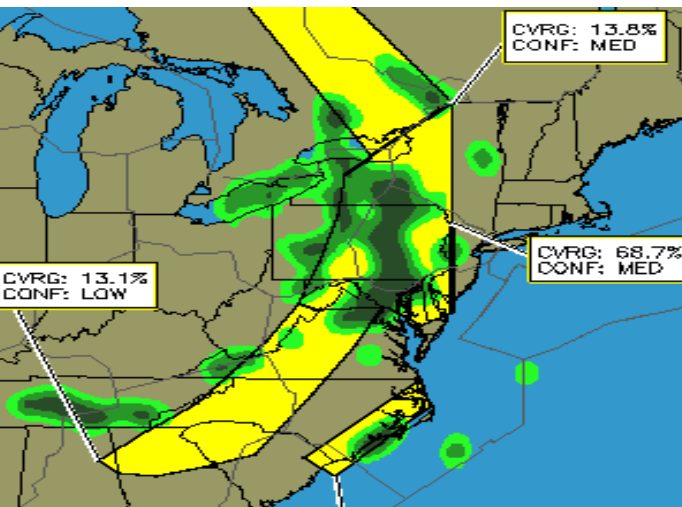 CVRG: 13.8%
CONF: MED
CVRG: 68.7%
CONF: MED
CVRG: 13.1%
CONF: LOW